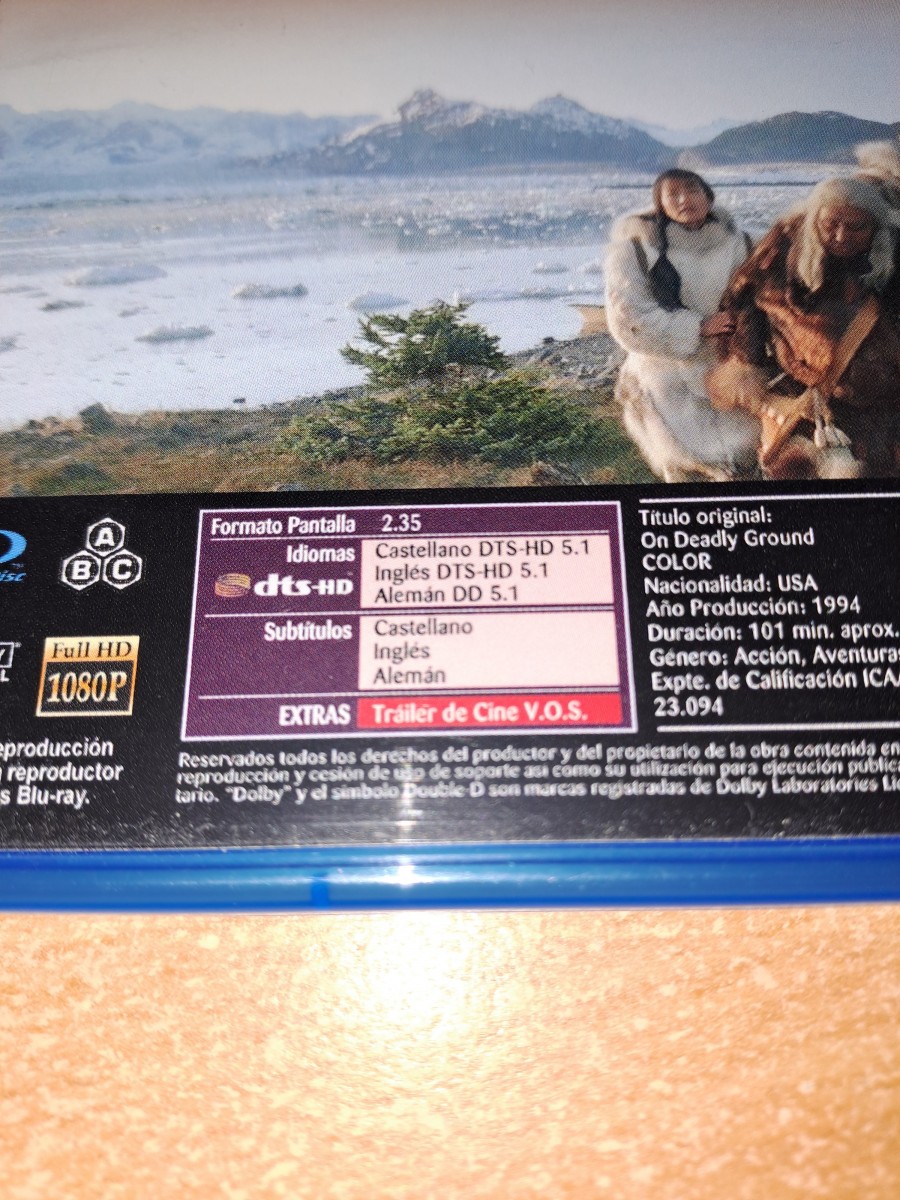 A
B C
Full HD
1080P
Formato Pantalla 2.35
Idiomas Castellano DTS-HD 5.1
Inglés DTS-HD 5.1
dts-HD
Alemán DD 5.1
Subtítulos Castellano
Inglés
Alemán
EXTRAS Tráiler de Cine V.O.S.
Título original:
On Deadly Ground
COLOR
Nacionalidad: USA
Año Producción: 1994
Duración: 101 min. aprox.
Género: Acción, Aventuras
Expte. de Calificación ICAA
23.094
eproducción
reproductor
s Blu-ray.
Reservados todos los derechos del productor y del propietario de la obra contenida en
reproducción y cesión de uso de soporte así como su utilización para ejecución pública
tario. "Dolby" y el símbolo Double-D son marcas registradas de Dolby Laboratories Li